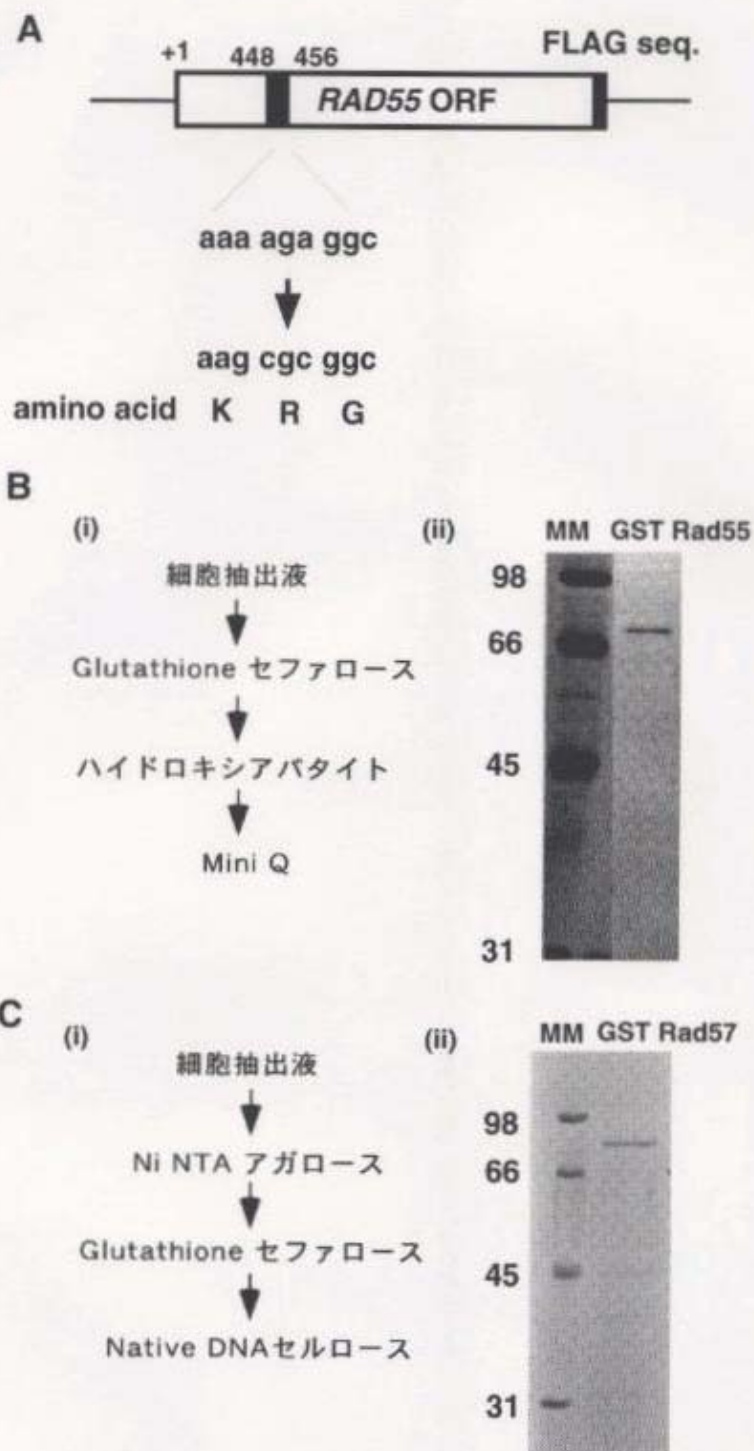 A
+1 448 456 FLAG seq.
RAD55 ORF
aaa aga ggc
aag cgc ggc
amino acid K R G
B
(i)
細胞抽出液
Glutathione セファロース
ハイドロキシアパタイト
Mini Q
(ii)
MM GST Rad55
98
66
45
31
C
(i)
細胞抽出液
Ni NTA アガロース
Glutathione セファロース
Native DNAセルロース
(ii)
MM GST Rad57
98
66
45
31